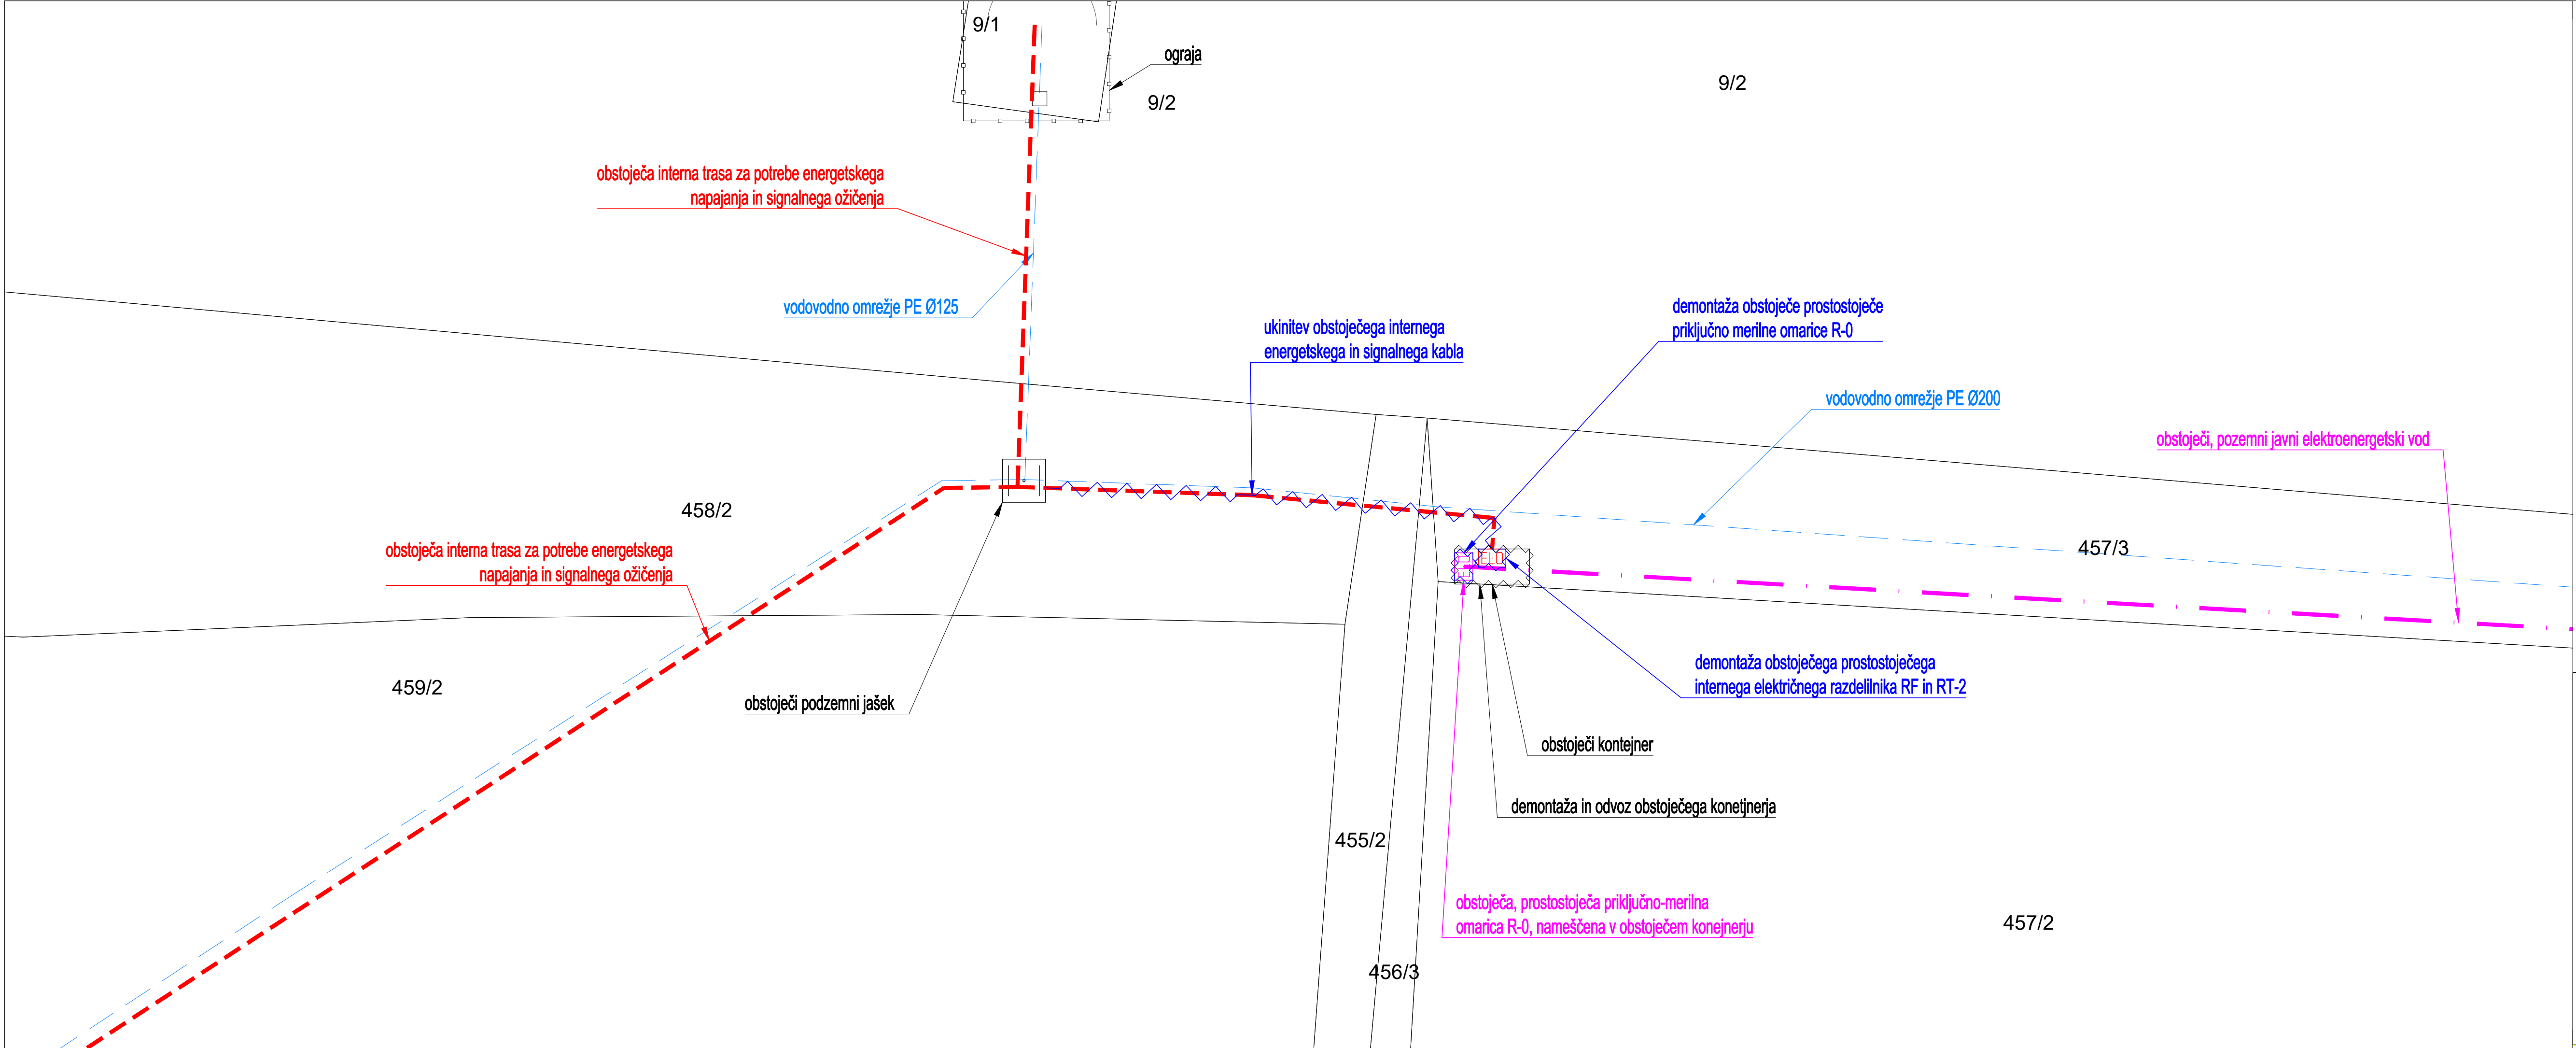 9/1
ograja
9/2
9/2
obstoječa interna trasa za potrebe energetskega
napajanja in signalnega ožičenja
vodovodno omrežje PE Ø125
ukinitev obstoječega internega
energetskega in signalnega kabla
demontaža obstoječe prostostoječe
priključno merilne omarice R-0
vodovodno omrežje PE Ø200
obstoječi, pozemni javni elektroenergetski vod
458/2
457/3
obstoječa interna trasa za potrebe energetskega
napajanja in signalnega ožičenja
459/2
obstoječi podzemni jašek
demontaža obstoječega prostostoječega
internega električnega razdelilnika RF in RT-2
obstoječi kontejner
demontaža in odvoz obstoječega konetjnerja
455/2
obstoječa, prostostoječa priključno-merilna
omarica R-0, nameščena v obstoječem konejnerju
457/2
456/3